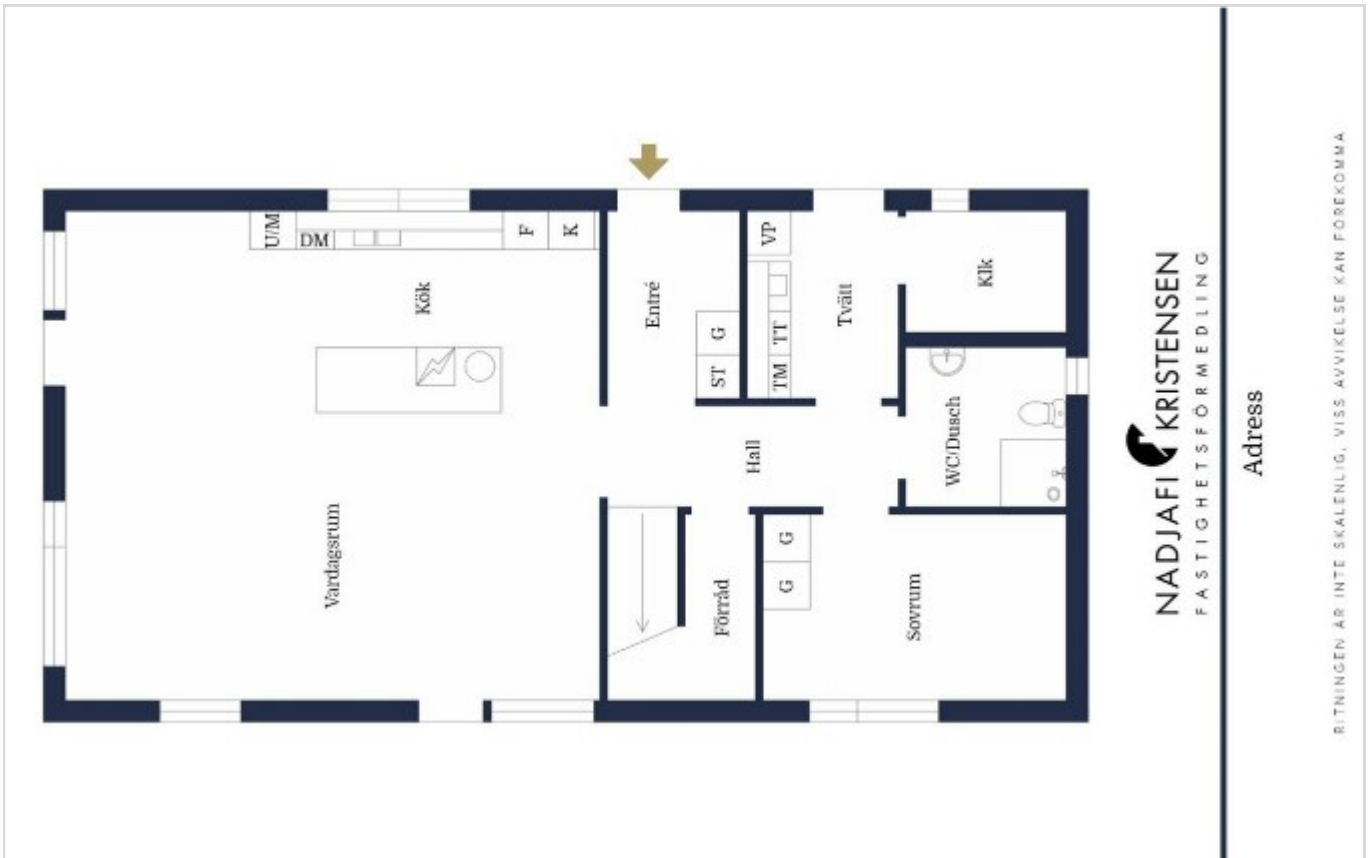 U/M
DM
F
K
Kök
Vardagsrum
Entré
G
ST
VP
TT
TM
Tvätt
Klk
Hall
WC/Dusch
Förråd
G
G
Sovrum
NADJAFI KRISTENSEN
FASTIGHETSFÖRMEDLING
Adress
RITNINGEN ÄR INTE SKALENLIG, VISS AVVIKELSE KAN FÖREKOMMA